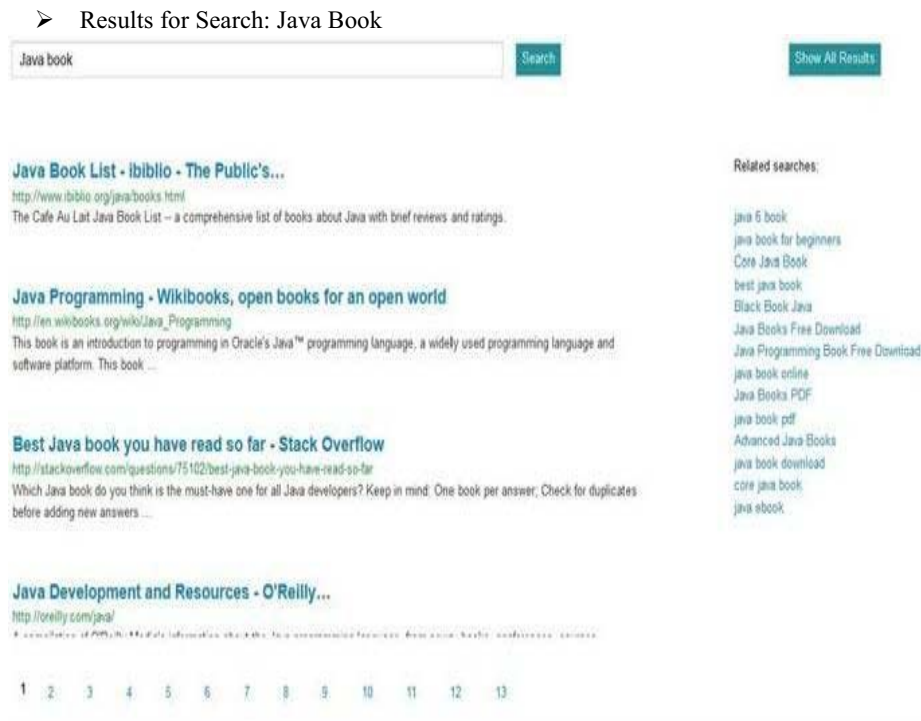 ➢ Results for Search: Java Book
Java book
Search
Show All Results
Java Book List - ibiblio - The Public's...
http://www.ibiblio.org/java/books.html
The Cafe Au Lait Java Book List -- a comprehensive list of books about Java with brief reviews and ratings.
Java Programming - Wikibooks, open books for an open world
http://en.wikibooks.org/wiki/Java_Programming
This book is an introduction to programming in Oracle's Java™ programming language, a widely used programming language and
software platform. This book ...
Best Java book you have read so far - Stack Overflow
http://stackoverflow.com/questions/75102/best-java-book-you-have-read-so-far
Which Java book do you think is the must-have one for all Java developers? Keep in mind: One book per answer; Check for duplicates
before adding new answers ...
Java Development and Resources - O'Reilly...
http://oreilly.com/java/
1 2 3 4 5 6 7 8 9 10 11 12 13
Related searches:
java 6 book
java book for beginners
Core Java Book
best java book
Black Book Java
Java Books Free Download
Java Programming Book Free Download
java book online
Java Books PDF
java book pdf
Advanced Java Books
java book download
core java book
java ebook